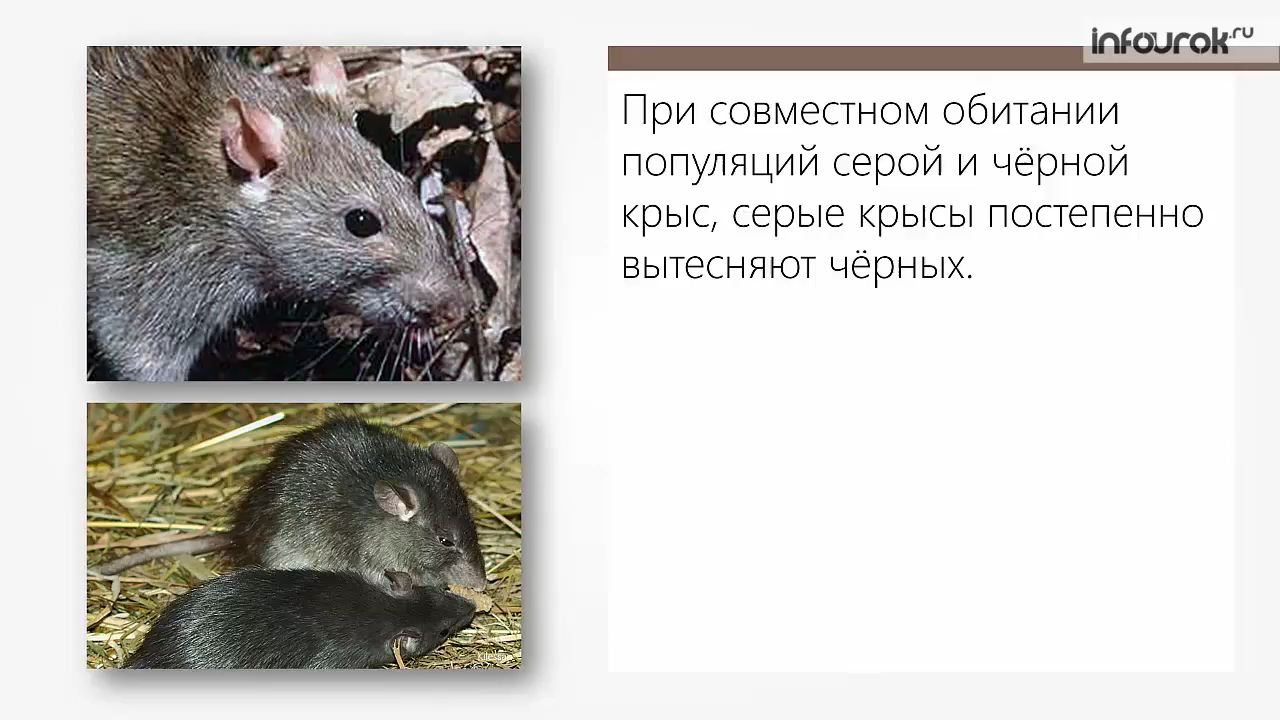 infourok.ru
При совместном обитании
популяций серой и чёрной
крыс, серые крысы постепенно
вытесняют чёрных.